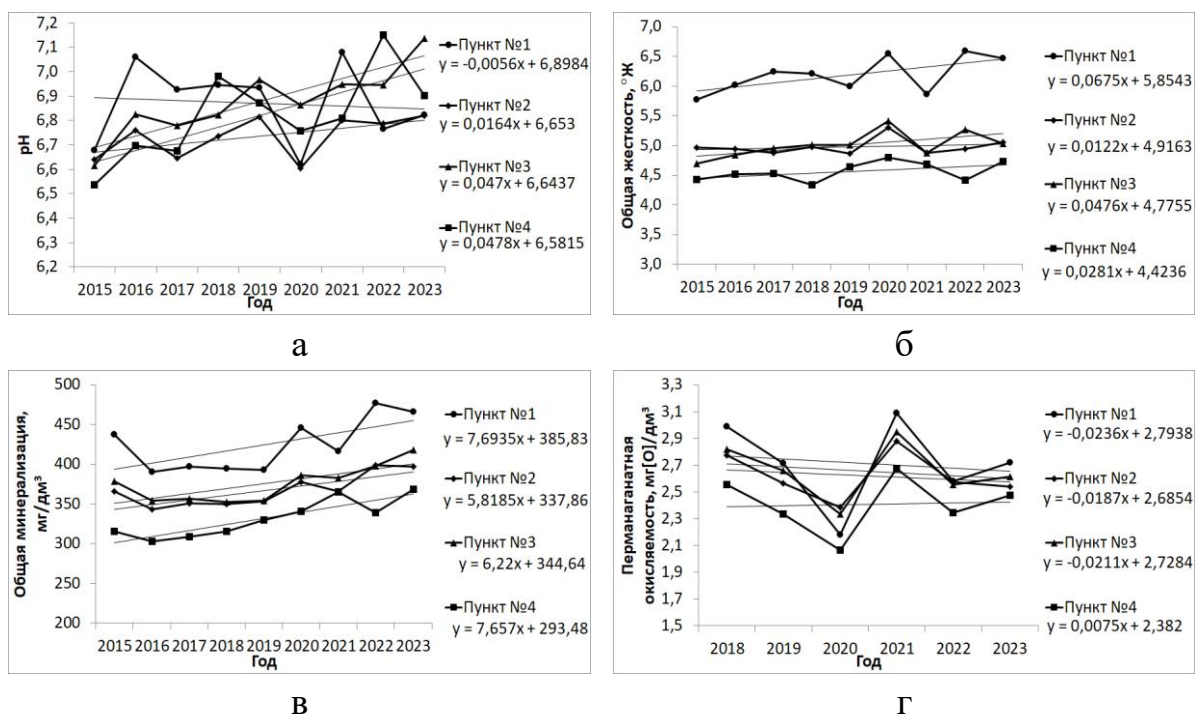 7,2
7,1
7,0
6,9
6,8
6,7
6,6
6,5
6,4
6,3
6,2
pH
2015 2016 2017 2018 2019 2020 2021 2022 2023
Год
Пункт №1
y = -0,0056x + 6,8984
Пункт №2
y = 0,0164x + 6,653
Пункт №3
y = 0,047x + 6,6437
Пункт №4
y = 0,0478x + 6,5815
а
7,0
6,5
6,0
5,5
5,0
4,5
4,0
3,5
3,0
Общая жесткость, °Ж
2015 2016 2017 2018 2019 2020 2021 2022 2023
Год
Пункт №1
y = 0,0675x + 5,8543
Пункт №2
y = 0,0122x + 4,9163
Пункт №3
y = 0,0476x + 4,7755
Пункт №4
y = 0,0281x + 4,4236
б
500
450
400
350
300
250
200
Общая минерализация,
мг/дм³
2015 2016 2017 2018 2019 2020 2021 2022 2023
Год
Пункт №1
y = 7,6935x + 385,83
Пункт №2
y = 5,8185x + 337,86
Пункт №3
y = 6,22x + 344,64
Пункт №4
y = 7,657x + 293,48
в
3,3
3,1
2,9
2,7
2,5
2,3
2,1
1,9
1,7
1,5
Перманганатная
окисляемость, мг[O]/дм³
2018 2019 2020 2021 2022 2023
Год
Пункт №1
y = -0,0236x + 2,7938
Пункт №2
y = -0,0187x + 2,6854
Пункт №3
y = -0,0211x + 2,7284
Пункт №4
y = 0,0075x + 2,382
г